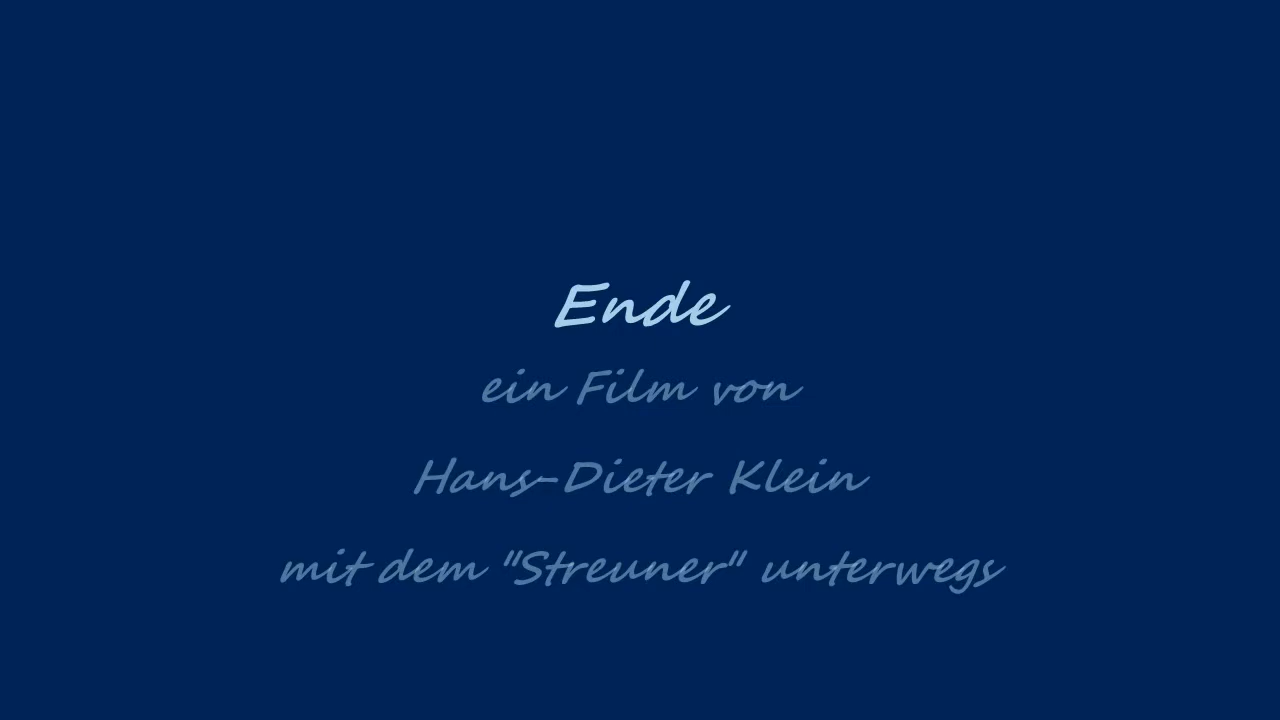 Ende
ein Film von
Hans-Dieter Klein
mit dem "Streuner" unterwegs